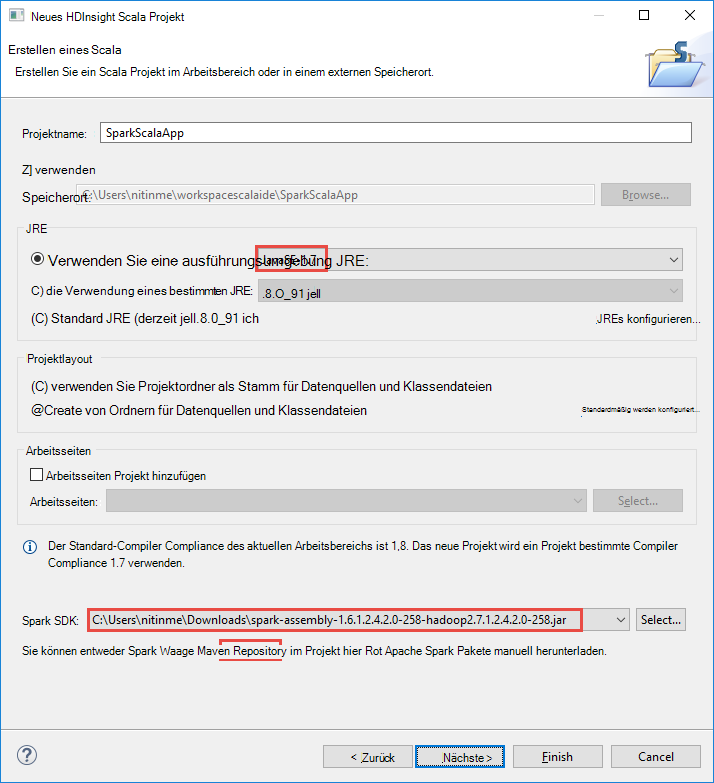 Neues HDInsight Scala Projekt
Erstellen eines Scala
Erstellen Sie ein Scala Projekt im Arbeitsbereich oder in einem externen Speicherort.
Projektname: SparkScalaApp
Z] verwenden
Speicherort: C:\Users\nitinme\workspacescalaide\SparkScalaApp Browse...
JRE
Verwenden Sie eine ausführungsumgebung JRE:
C) die Verwendung eines bestimmten JRE: .8.O_91 jell
(C) Standard JRE (derzeit jell.8.0_91 ich JREs konfigurieren...
Projektlayout
(C) verwenden Sie Projektordner als Stamm für Datenquellen und Klassendateien
@Create von Ordnern für Datenquellen und Klassendateien Standardmäßig werden konfiguriert...
Arbeitsseiten
Arbeitsseiten Projekt hinzufügen
Arbeitsseiten: Select...
Der Standard-Compiler Compliance des aktuellen Arbeitsbereichs ist 1,8. Das neue Projekt wird ein Projekt bestimmte Compiler
Compliance 1.7 verwenden.
Spark SDK: C:\Users\nitinme\Downloads\spark-assembly-1.6.1.2.4.2.0-258-hadoop2.7.1.2.4.2.0-258.jar Select...
Sie können entweder Spark Waage Maven Repository im Projekt hier Rot Apache Spark Pakete manuell herunterladen.
< Zurück Nächste > Finish Cancel